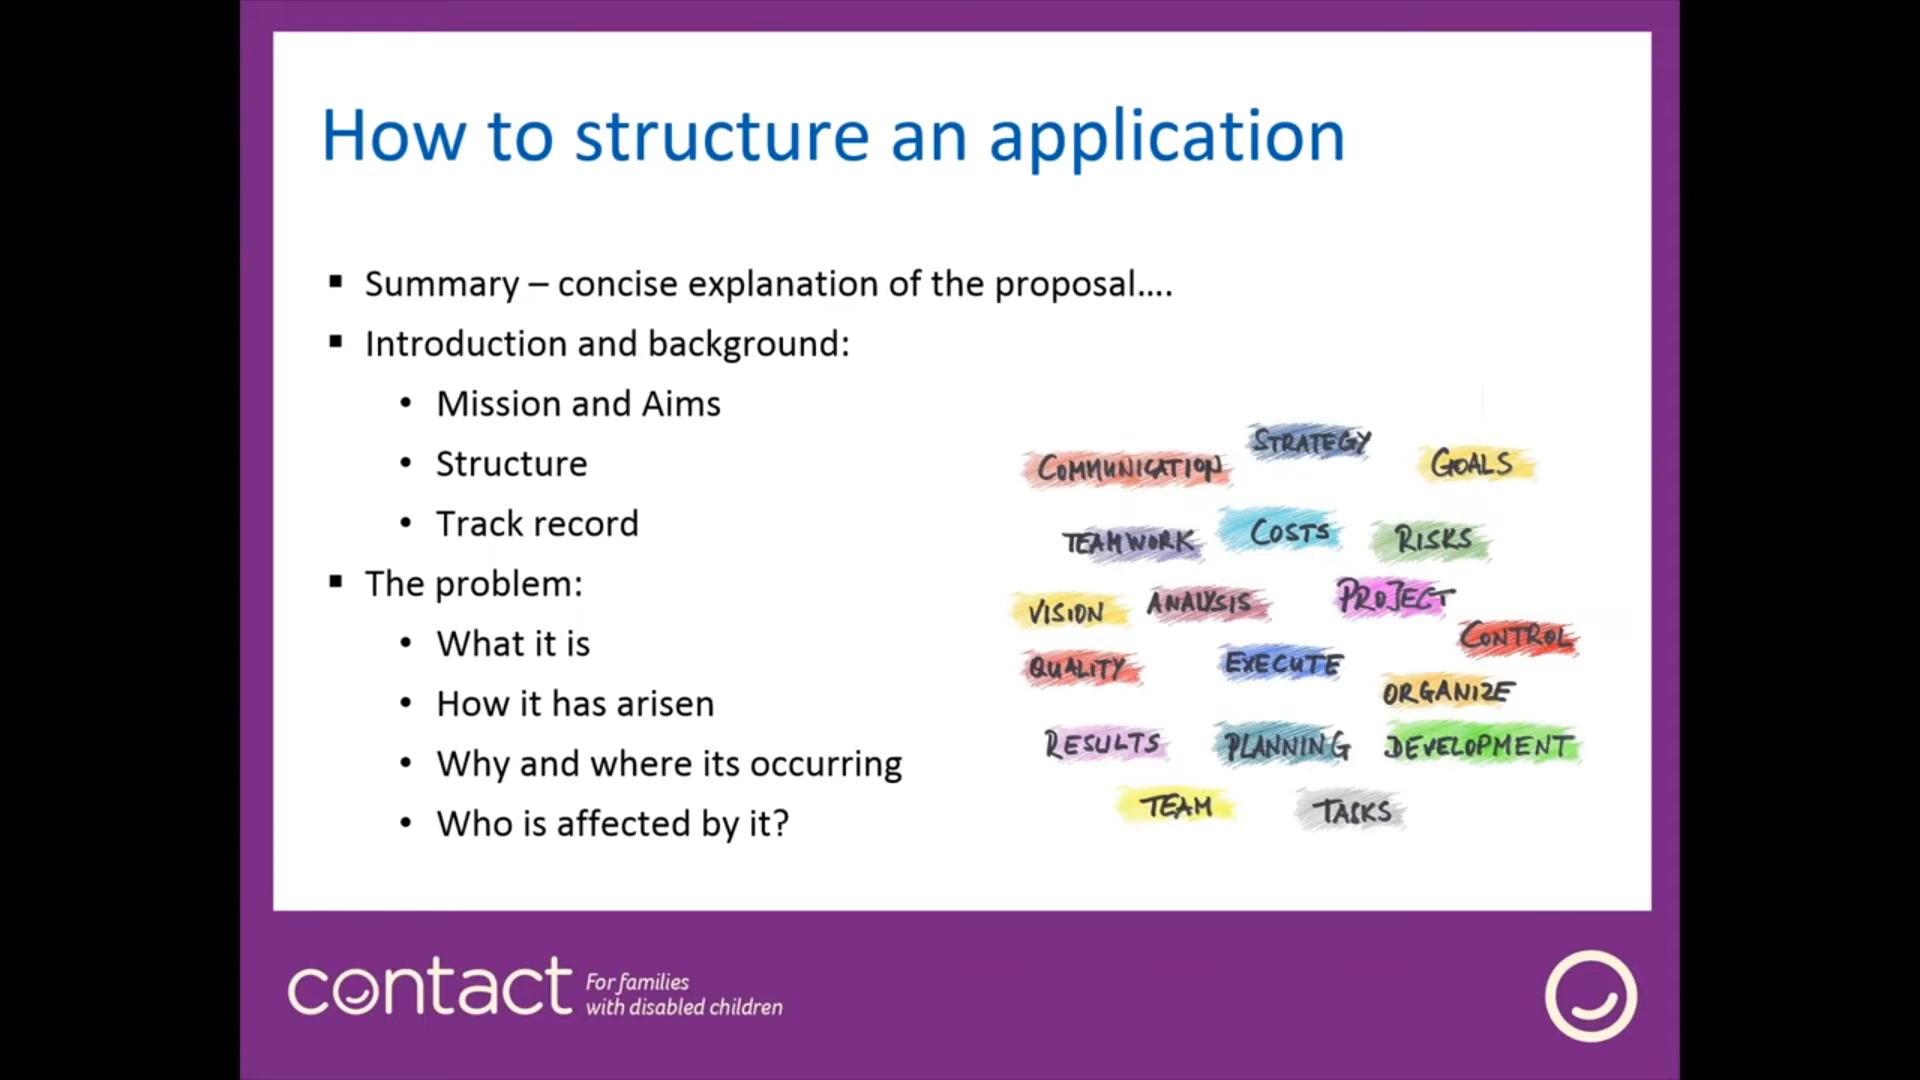 How to structure an application
▪ Summary – concise explanation of the proposal....
▪ Introduction and background:
• Mission and Aims
• Structure
• Track record
▪ The problem:
• What it is
• How it has arisen
• Why and where its occurring
• Who is affected by it?
STRATEGY
COMMUNICATION GOALS
TEAMWORK COSTS RISKS
VISION ANALYSIS PROJECT
CONTROL
QUALITY EXECUTE
ORGANIZE
RESULTS PLANNING DEVELOPMENT
TEAM TASKS
contact
For families
with disabled children